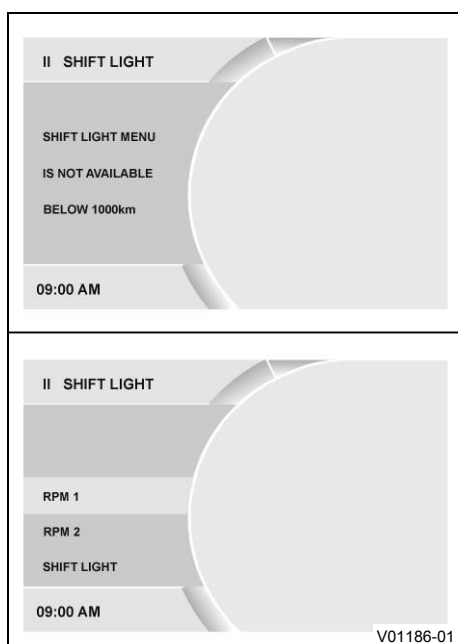 II SHIFT LIGHT
SHIFT LIGHT MENU
IS NOT AVAILABLE
BELOW 1000km
09:00 AM
II SHIFT LIGHT
RPM 1
RPM 2
SHIFT LIGHT
09:00 AM
V01186-01